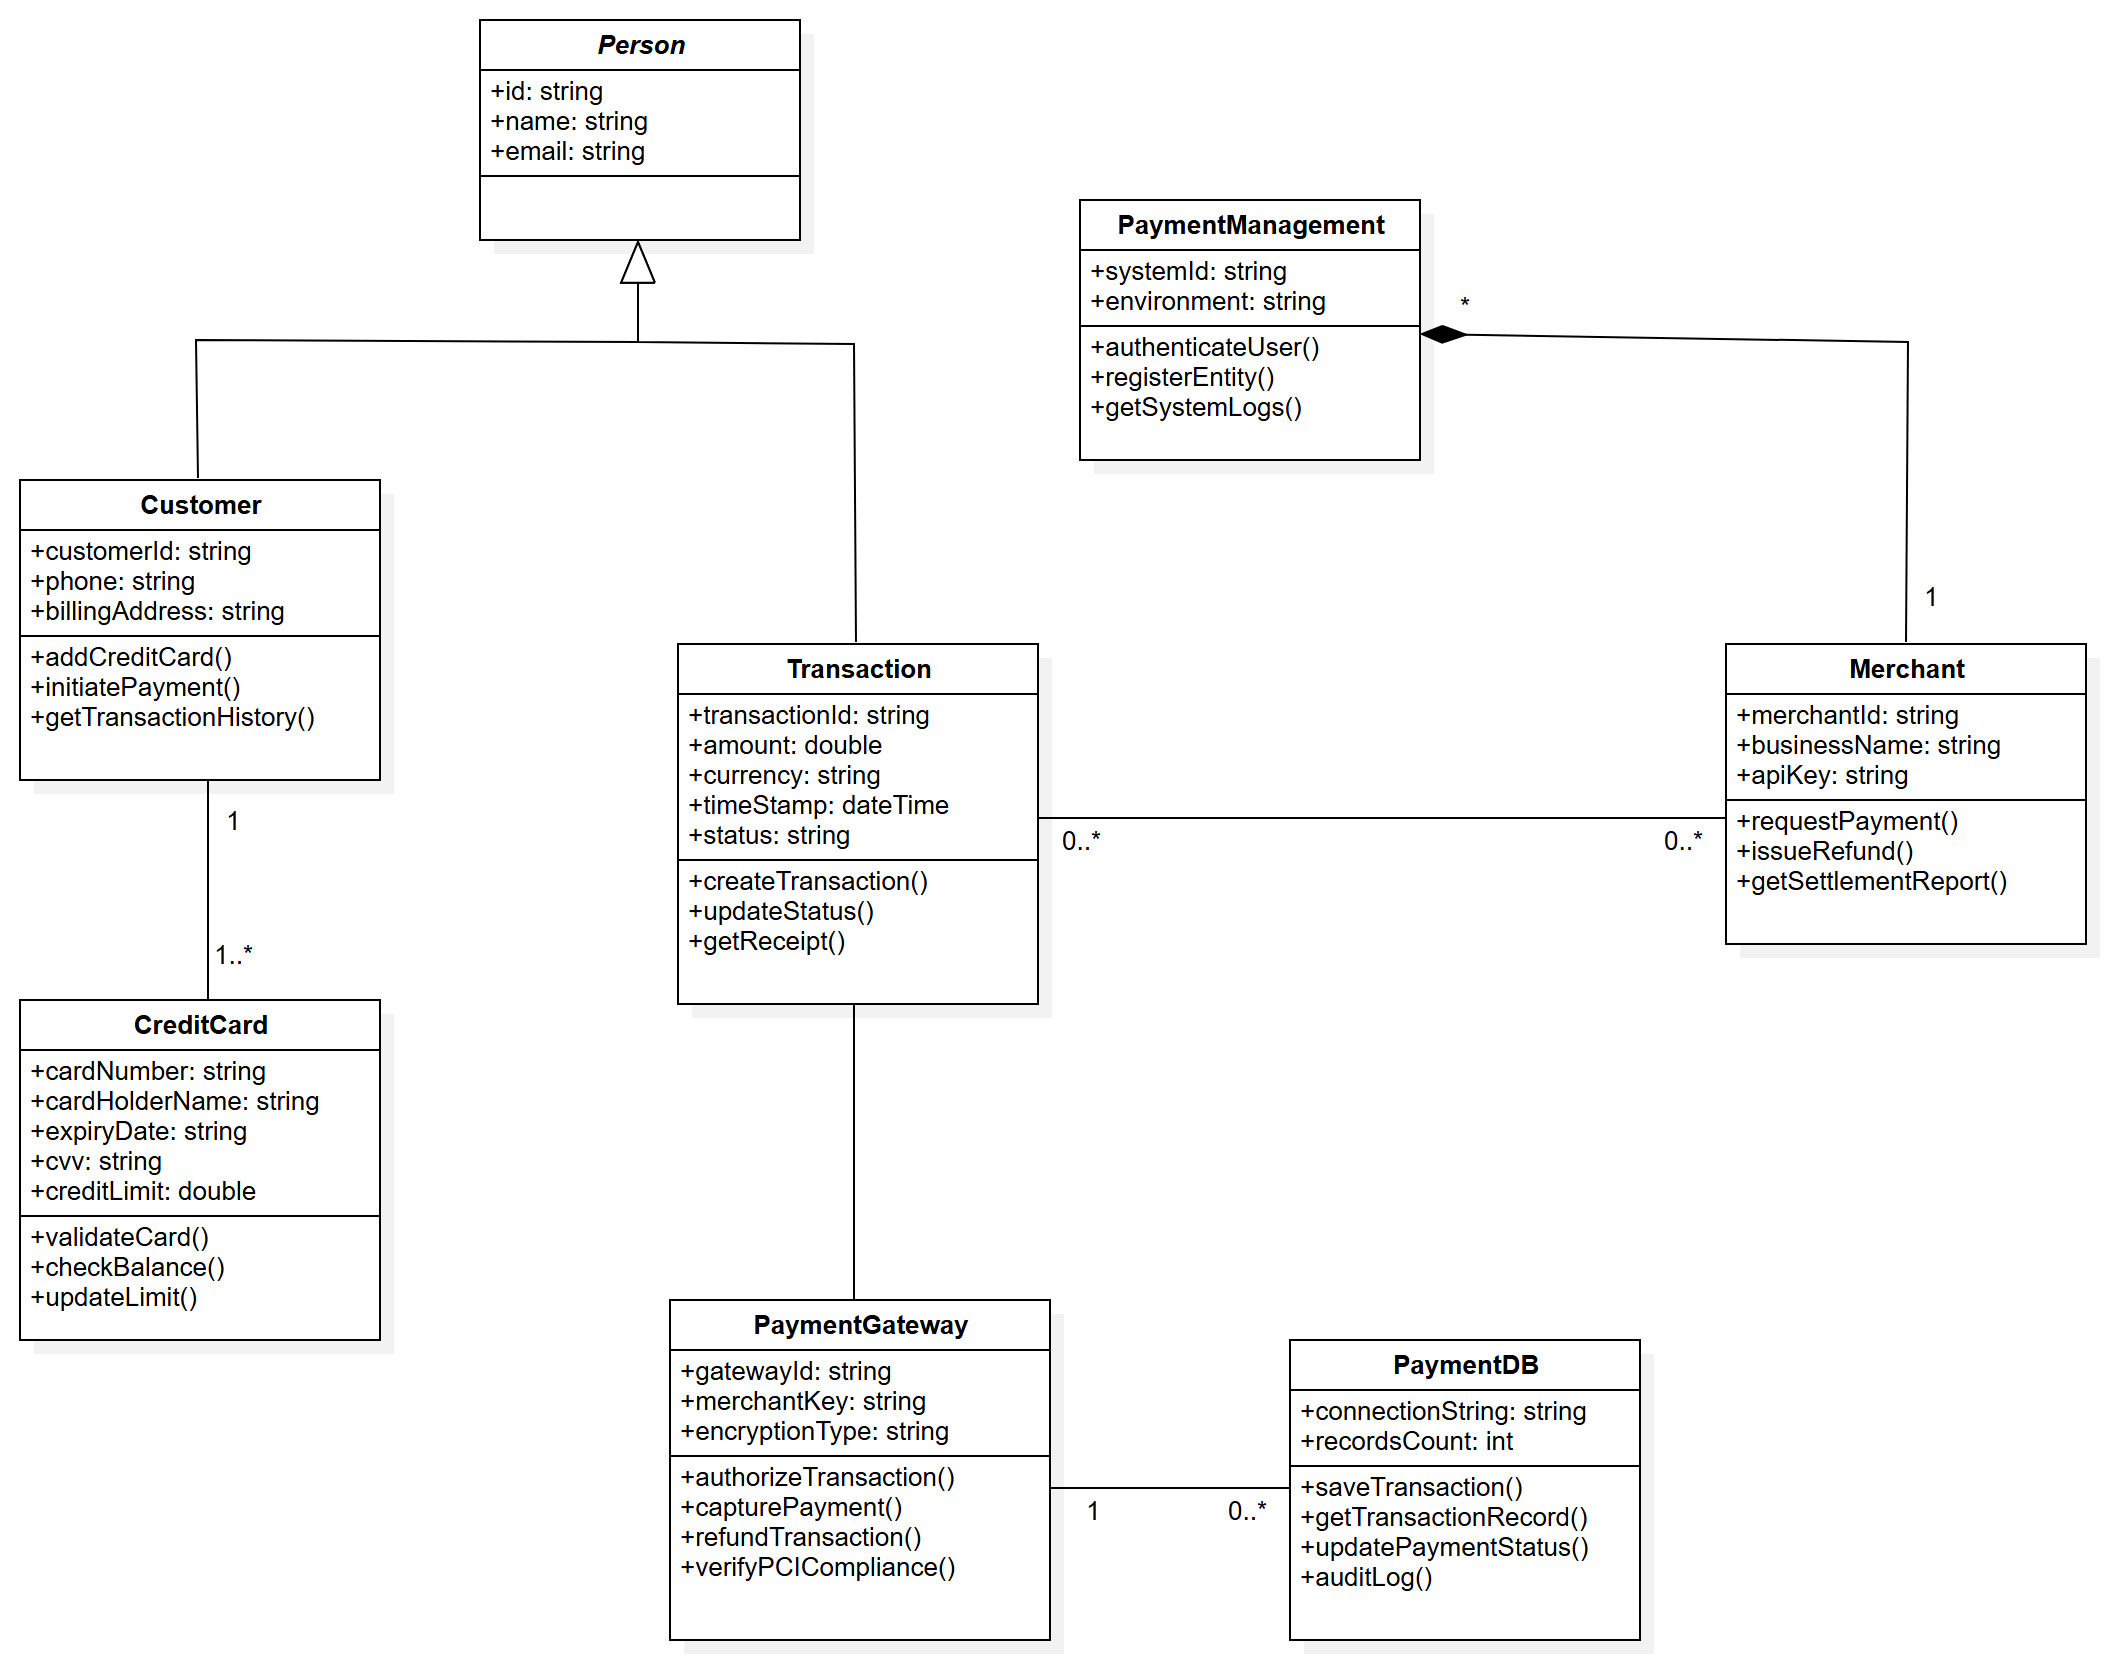 Person
+id: string
+name: string
+email: string
PaymentManagement
+systemId: string
+environment: string
+authenticateUser()
+registerEntity()
+getSystemLogs()
*
1
Customer
+customerId: string
+phone: string
+billingAddress: string
+addCreditCard()
+initiatePayment()
+getTransactionHistory()
1
1..*
Transaction
+transactionId: string
+amount: double
+currency: string
+timeStamp: dateTime
+status: string
+createTransaction()
+updateStatus()
+getReceipt()
0..*
0..*
Merchant
+merchantId: string
+businessName: string
+apiKey: string
+requestPayment()
+issueRefund()
+getSettlementReport()
CreditCard
+cardNumber: string
+cardHolderName: string
+expiryDate: string
+cvv: string
+creditLimit: double
+validateCard()
+checkBalance()
+updateLimit()
PaymentGateway
+gatewayId: string
+merchantKey: string
+encryptionType: string
+authorizeTransaction()
+capturePayment()
+refundTransaction()
+verifyPCICompliance()
1
0..*
PaymentDB
+connectionString: string
+recordsCount: int
+saveTransaction()
+getTransactionRecord()
+updatePaymentStatus()
+auditLog()